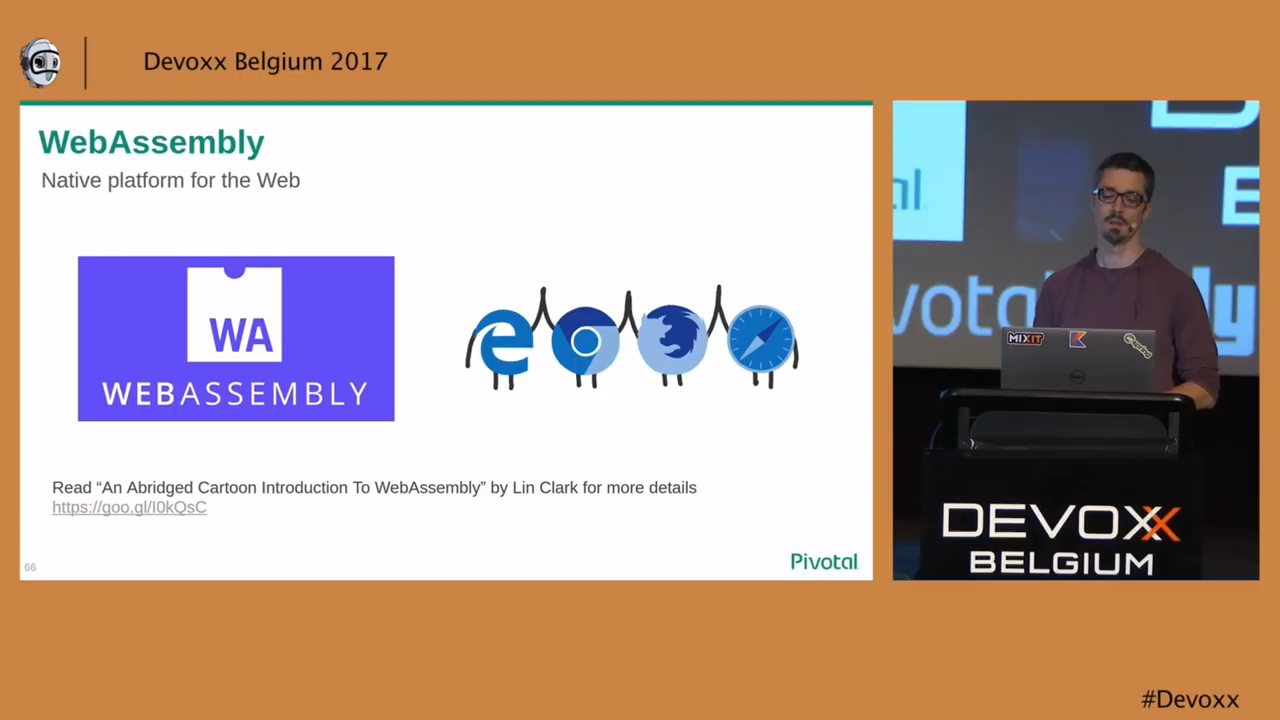 Devoxx Belgium 2017
WebAssembly
Native platform for the Web
WA
WEBASSEMBLY
Read “An Abridged Cartoon Introduction To WebAssembly” by Lin Clark for more details
https://goo.gl/I0kQsC
66
Pivotal
MIXIT
spring
DEVOXX
BELGIUM
#Devoxx